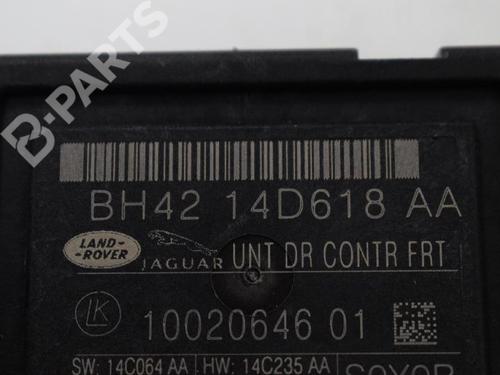 B-PARTS
BH42 14D618 AA
LAND-
-ROVER
JAGUAR
UNT DR CONTR FRT
LK
10020646 01
SW: 14C064 AA
HW: 14C235 AA